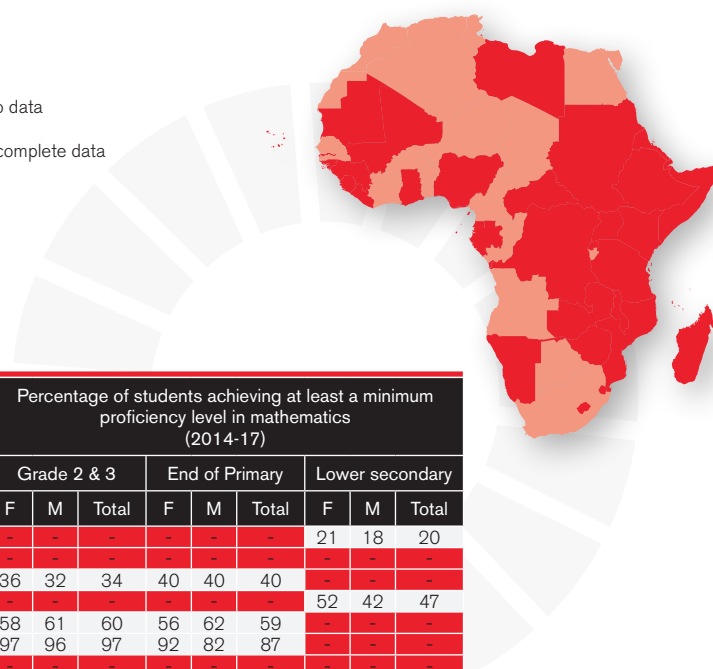 data
complete data
Percentage of students achieving at least a minimum
proficiency level in mathematics
(2014-17)
Grade 2 & 3 End of Primary Lower secondary
F M Total F M Total F M Total
- - - - - - 21 18 20
- - - - - - - - -
36 32 34 40 40 40 - - -
- - - - - - 52 42 47
58 61 60 56 62 59 - - -
97 96 97 92 82 87 - - -
- - - - - - - - -